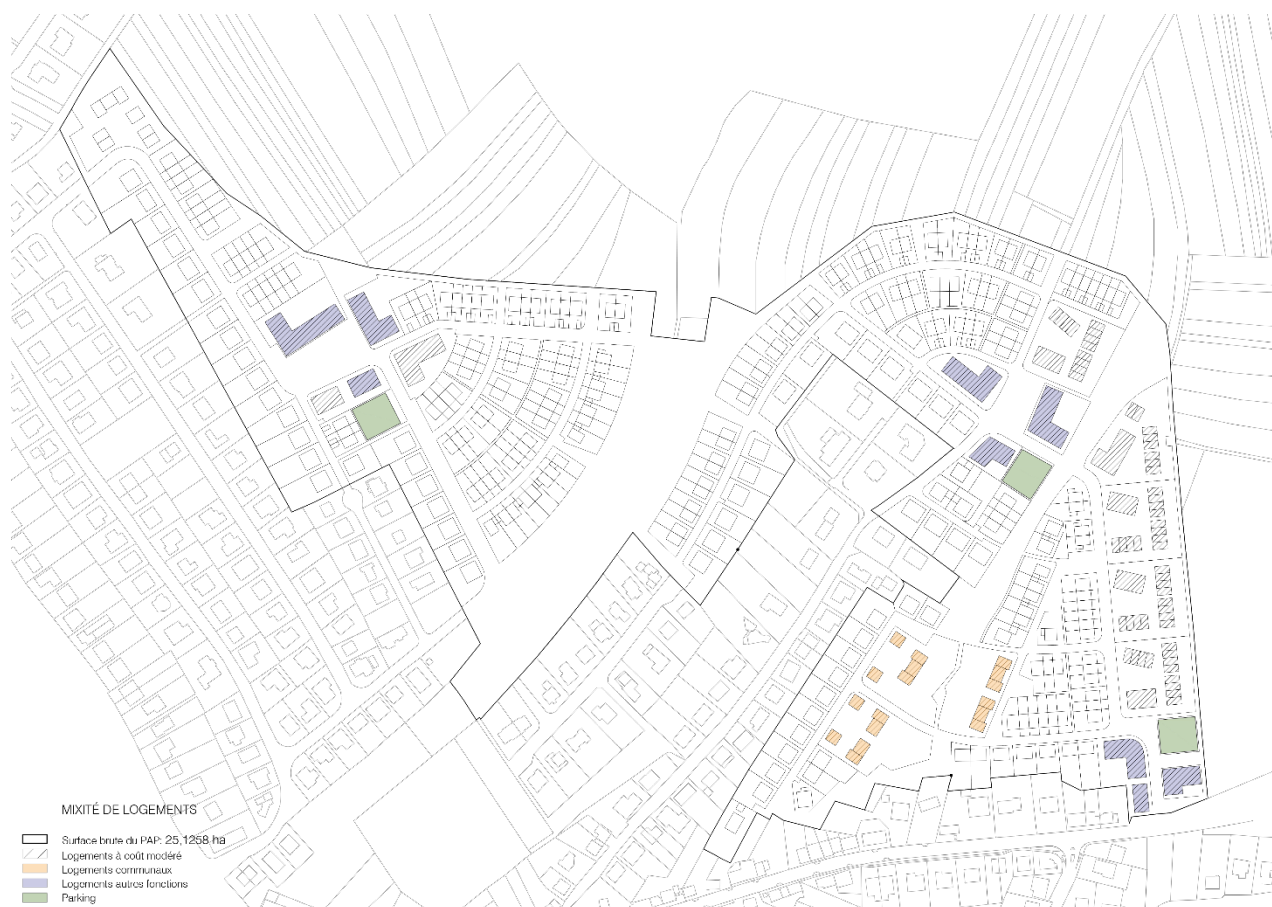 MIXITÉ DE LOGEMENTS
Surface brute du PAP: 25,1258 ha
Logements à coût modéré
Logements communaux
Logements autres fonctions
Parking